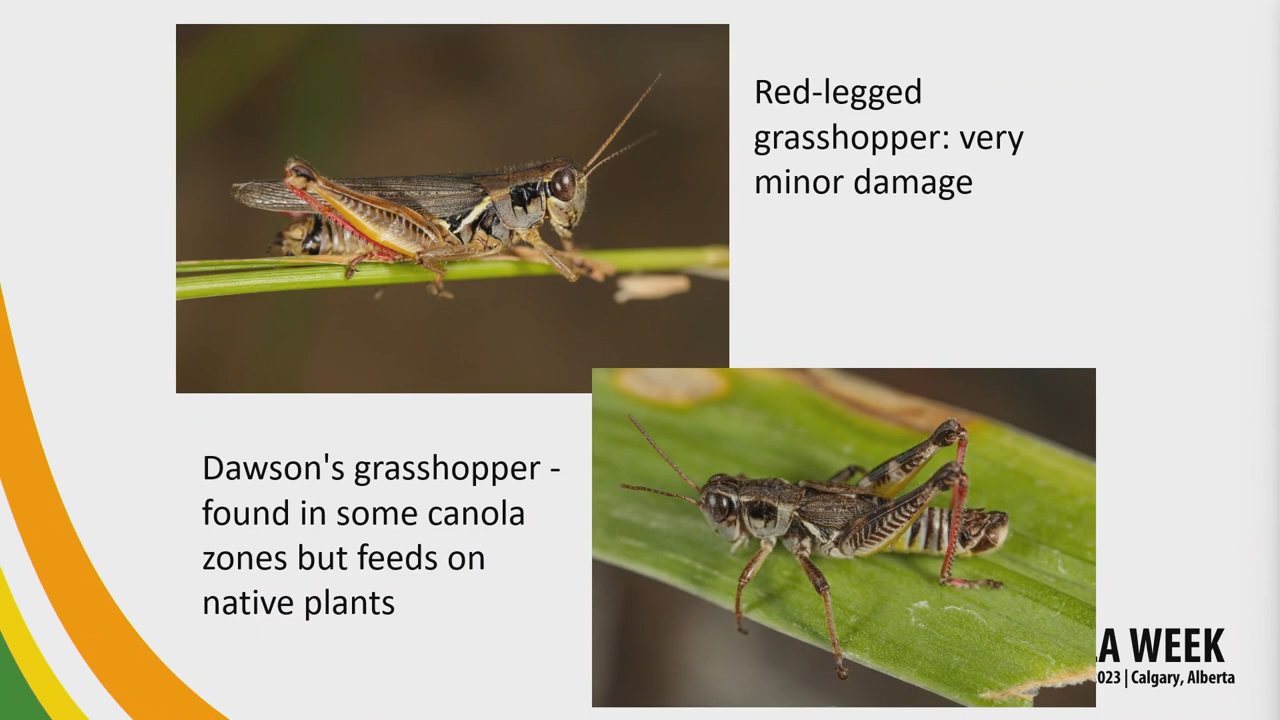 Red-legged
grasshopper: very
minor damage
Dawson's grasshopper -
found in some canola
zones but feeds on
native plants
A WEEK
023 | Calgary, Alberta